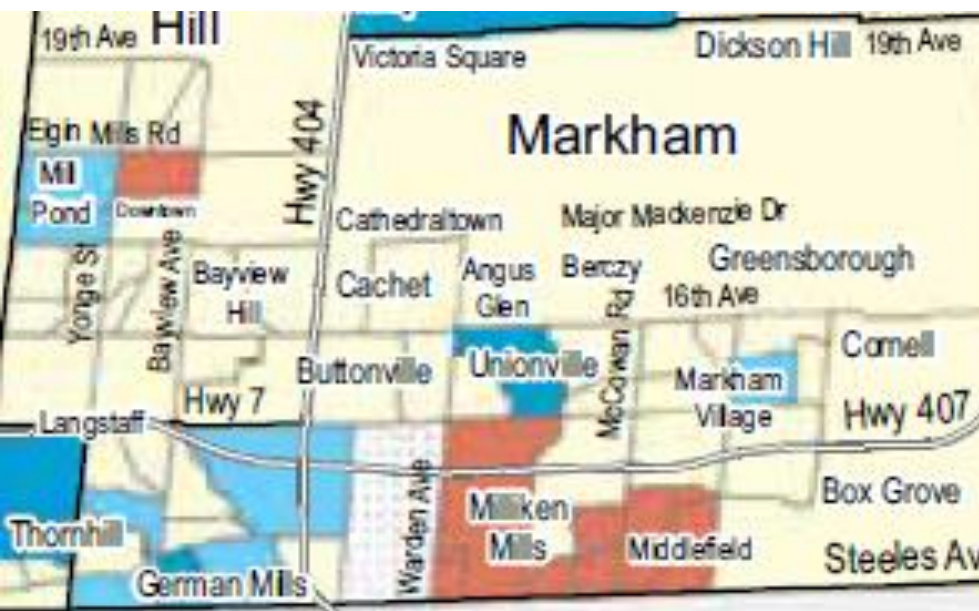 19th Ave
Hill
Victoria Square
Dickson Hill
19th Ave
Elgin Mills Rd
Hwy 404
Markham
Mill
Pond
Downtown
Cathedraltown
Major Mackenzie Dr
Yonge St
Bayview Ave
Bayview
Hill
Cachet
Angus
Glen
Berczy
Greensborough
16th Ave
Buttonville
Unionville
McCowan Rd
Markham
Village
Cornell
Hwy 7
Langstaff
Hwy 407
Warden Ave
Milliken
Mills
Box Grove
Thornhill
Middlefield
German Mills
Steeles Av